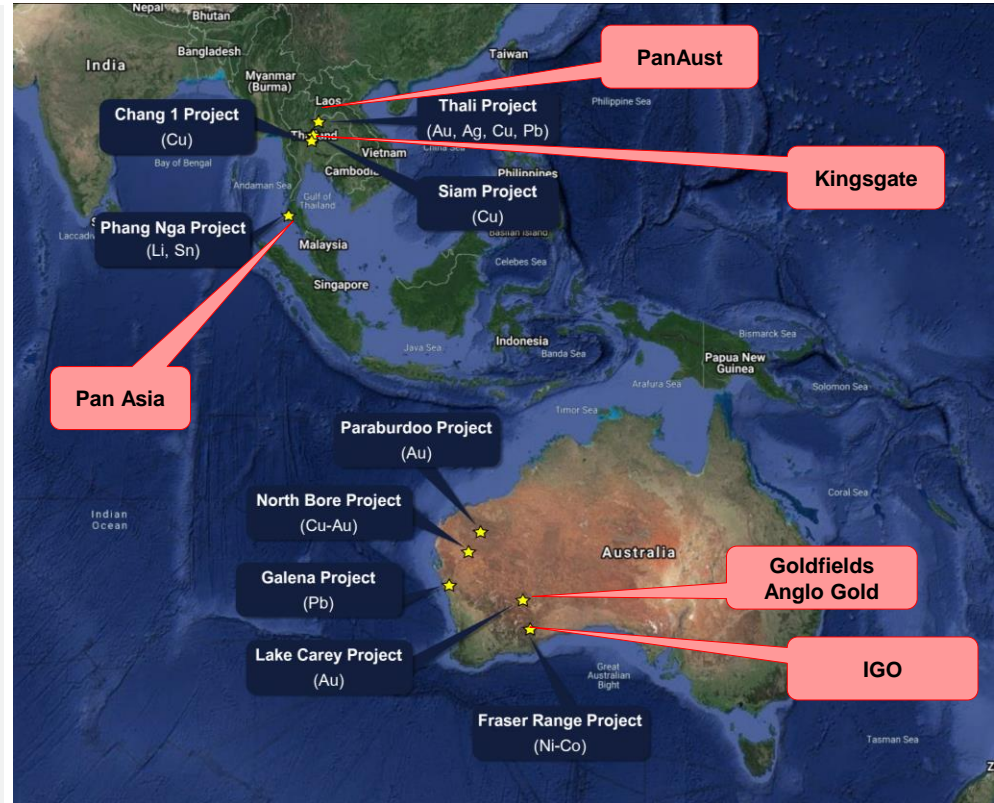 Nepal
Bhutan
Bangladesh
India
Taiwan
PanAust
Myanmar
(Burma)
Laos
Chang 1 Project
(Cu)
Thali Project
(Au, Ag, Cu, Pb)
Philippine Sea
Vietnam
Bay of Bengal
Cambodia
Philippines
Kingsgate
Andaman Sea
Gulf of
Thailand
Siam Project
(Cu)
Phang Nga Project
(Li, Sn)
Malaysia
Celebes Sea
Singapore
Indonesia
Java Sea
Banda Sea
Bismarck Sea
Papua New
Guinea
Solomon Sea
Arafura Sea
Pan Asia
Timor Sea
Paraburdoo Project
(Au)
Coral Sea
North Bore Project
(Cu-Au)
Indian
Ocean
Australia
Goldfields
Anglo Gold
Galena Project
(Pb)
Lake Carey Project
(Au)
Great
Australian
Bight
IGO
Fraser Range Project
(Ni-Co)
Tasman Sea